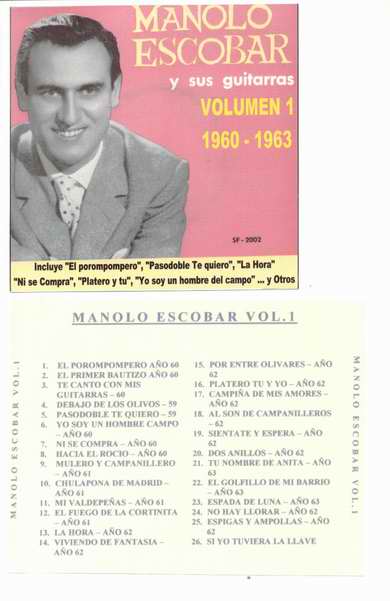 MANOLO
ESCOBAR
y sus guitarras
VOLUMEN 1
1960 - 1963
SF - 2002
Incluye "El porompompero", "Pasodoble Te quiero", "La Hora"
"Ni se Compra", "Platero y tu", "Yo soy un hombre del campo" ... y Otros
MANOLO ESCOBAR VOL.1
MANOLO ESCOBAR VOL.1
1. EL POROMPOMPERO AÑO 60
2. EL PRIMER BAUTIZO AÑO 60
3. TE CANTO CON MIS
GUITARRAS – 60
4. DEBAJO DE LOS OLIVOS – 59
5. PASODOBLE TE QUIERO – 59
6. YO SOY UN HOMBRE CAMPO
– AÑO 60
7. NI SE COMPRA – AÑO 60
8. HACIA EL ROCIO – AÑO 60
9. MULERO Y CAMPANILLERO
– AÑO 61
10. CHULAPONA DE MADRID –
AÑO 61
11. MI VALDEPEÑAS – AÑO 61
12. EL FUEGO DE LA CORTINITA
– AÑO 61
13. LA HORA – AÑO 62
14. VIVIENDO DE FANTASIA –
AÑO 62
15. POR ENTRE OLIVARES – AÑO
62
16. PLATERO TU Y YO – AÑO 62
17. CAMPIÑA DE MIS AMORES –
AÑO 62
18. AL SON DE CAMPANILLEROS
– 62
19. SIENTATE Y ESPERA – AÑO
62
20. DOS ANILLOS – AÑO 62
21. TU NOMBRE DE ANITA – AÑO
63
22. EL GOLFILLO DE MI BARRIO
– AÑO 63
23. ESPADA DE LUNA – AÑO 63
24. NO HAY LLORAR – AÑO 62
25. ESPIGAS Y AMPOLLAS – AÑO
62
26. SI YO TUVIERA LA LLAVE
MANOLO ESCOBAR VOL.1